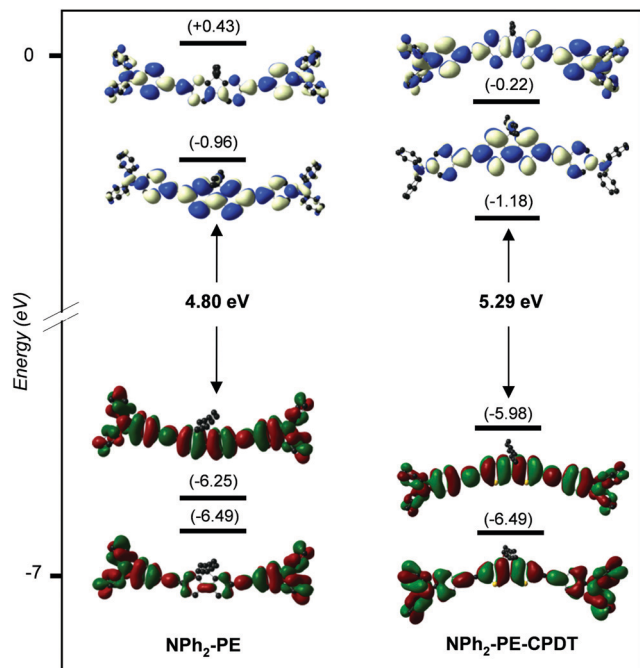 (+0.43)
0
(-0.22)
(-0.96)
(-1.18)
4.80 eV
5.29 eV
Energy (eV)
(-5.98)
(-6.25)
(-6.49)
(-6.49)
-7
NPh₂-PE
NPh₂-PE-CPDT